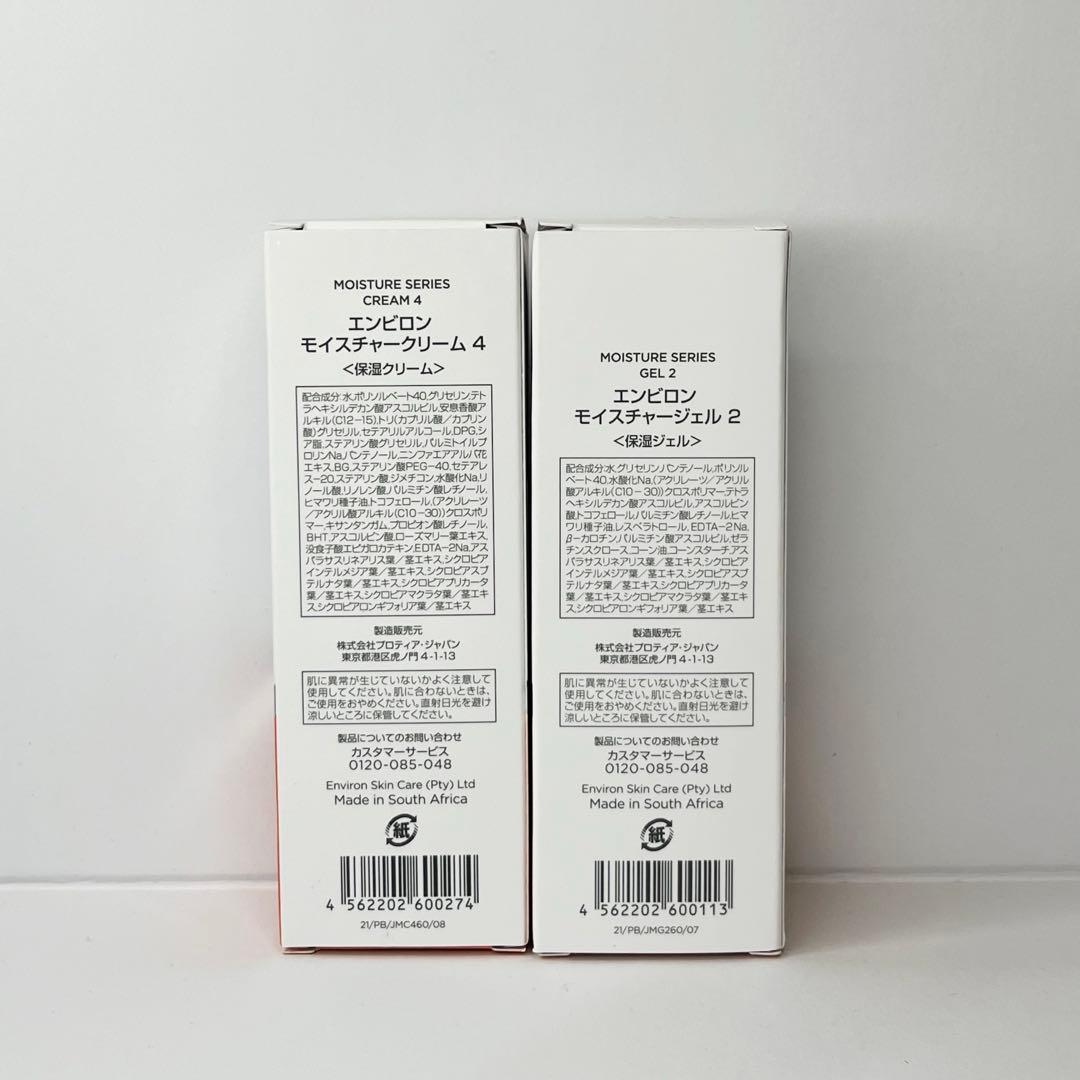 MOISTURE SERIES
CREAM 4
エンビロン
モイスチャークリーム 4
＜保湿クリーム＞
配合成分:水,ポリソルベート40,グリセリン,テト
ラヘキシルデカン酸アスコルビル,安息香酸ア
ルキル(C12-15),トリ(カプリル酸／カプリン
酸)グリセリル,セテアリルアルコール,DPG,シ
ア脂,ステアリン酸グリセリル,パルミトイルプ
ロリンNa,パンテノール,ニンファエアアルバ花
エキス,BG,ステアリン酸PEG-40,セテアレ
ス-20,ステアリン酸,ジメチコン,水酸化Na,リ
ノール酸,リノレン酸,パルミチン酸レチノール,
ヒマワリ種子油,トコフェロール,(アクリレーツ
／アクリル酸アルキル(C10-30))クロスポリ
マー,キサンタンガム,プロピオン酸レチノール,
BHT,アスコルビン酸,ローズマリー葉エキス,
没食子酸エピガロカテキン,EDTA-2Na,アス
パラサスリネアリス葉／茎エキス,シクロピア
インテルメジア葉／茎エキス,シクロピアスブ
テルナタ葉／茎エキス,シクロピアプリカータ
葉／茎エキス,シクロピアマクラタ葉／茎エキ
ス,シクロピアロンギフォリア葉／茎エキス
製造販売元
株式会社プロティア・ジャパン
東京都港区虎ノ門 4-1-13
肌に異常が生じていないかよく注意して
使用してください。肌に合わないときは、
ご使用をおやめください。直射日光を避け
涼しいところに保管してください。
製品についてのお問い合わせ
カスタマーサービス
0120-085-048
Environ Skin Care (Pty) Ltd
Made in South Africa
紙
4 562202 600274
21/PB/JMC460/08
MOISTURE SERIES
GEL 2
エンビロン
モイスチャージェル 2
＜保湿ジェル＞
配合成分:水,グリセリン,パンテノール,ポリソル
ベート40,水酸化Na,(アクリレーツ／アクリル
酸アルキル(C10-30))クロスポリマー,テトラ
ヘキシルデカン酸アスコルビル,アスコルビン
酸,トコフェロール,パルミチン酸レチノール,ヒマ
ワリ種子油,レスベラトロール,EDTA-2Na,
β-カロチン,パルミチン酸アスコルビル,ゼラ
チン,スクロース,コーン油,コーンスターチ,アス
パラサスリネアリス葉／茎エキス,シクロピア
インテルメジア葉／茎エキス,シクロピアスブ
テルナタ葉／茎エキス,シクロピアプリカータ
葉／茎エキス,シクロピアマクラタ葉／茎エキ
ス,シクロピアロンギフォリア葉／茎エキス
製造販売元
株式会社プロティア・ジャパン
東京都港区虎ノ門 4-1-13
肌に異常が生じていないかよく注意して
使用してください。肌に合わないときは、
ご使用をおやめください。直射日光を避け
涼しいところに保管してください。
製品についてのお問い合わせ
カスタマーサービス
0120-085-048
Environ Skin Care (Pty) Ltd
Made in South Africa
紙
4 562202 600113
21/PB/JMG260/07